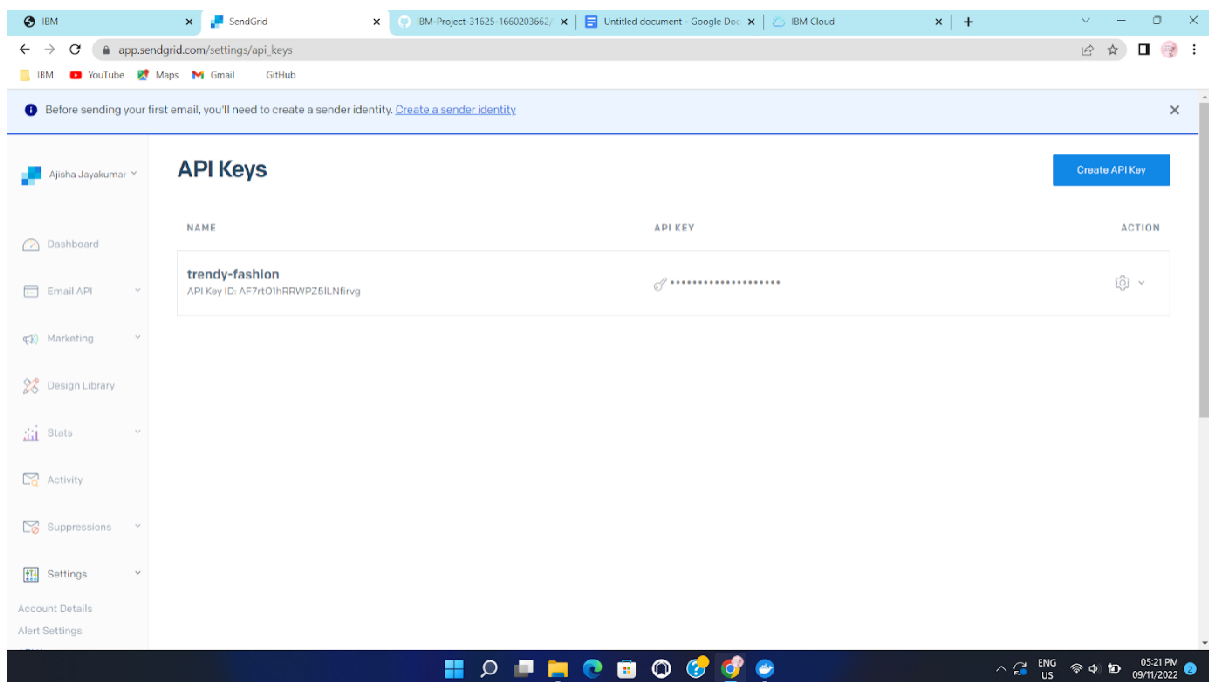 IBM
SendGrid
BM-Project-31625-1660203662/
Untitled document - Google Doc
IBM Cloud
app.sendgrid.com/settings/api_keys
IBM YouTube Maps Gmail GitHub
Before sending your first email, you'll need to create a sender identity. Create a sender identity
Ajisha Jayakumar
API Keys
Create API Key
NAME API KEY ACTION
trendy-fashion
API Key ID:
Dashboard
Email API
Marketing
Design Library
Stats
Activity
Suppressions
Settings
Account Details
Alert Settings
ENG
US
05:21 PM
09/11/2022
2